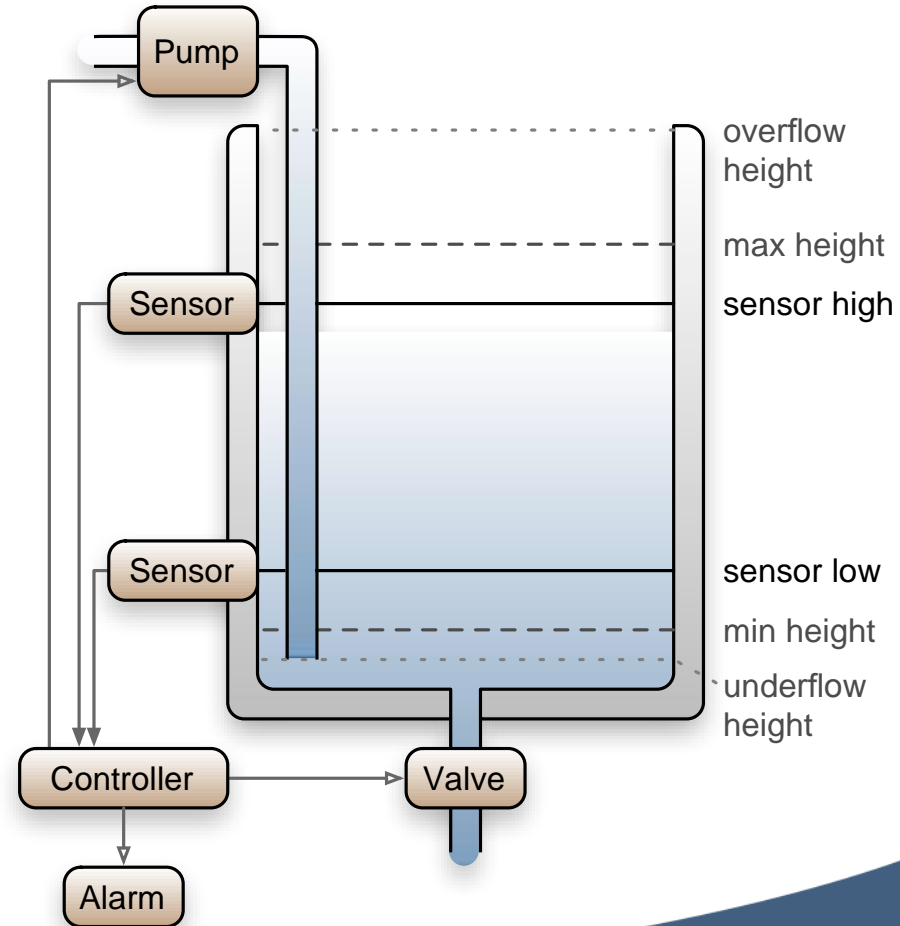 Pump
overflow
height
max height
Sensor
sensor high
Sensor
sensor low
min height
underflow
height
Controller
Valve
Alarm